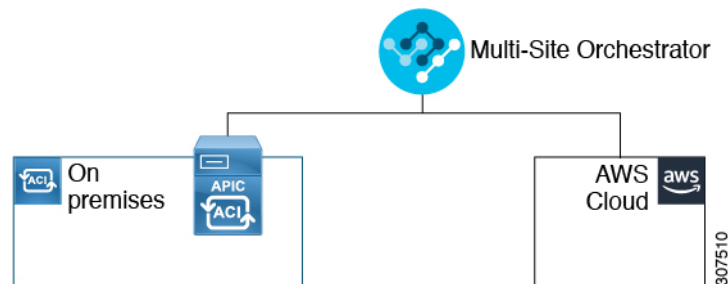 Multi-Site Orchestrator
ACI
On
premises
APIC
ACI
AWS
Cloud
aws
307510